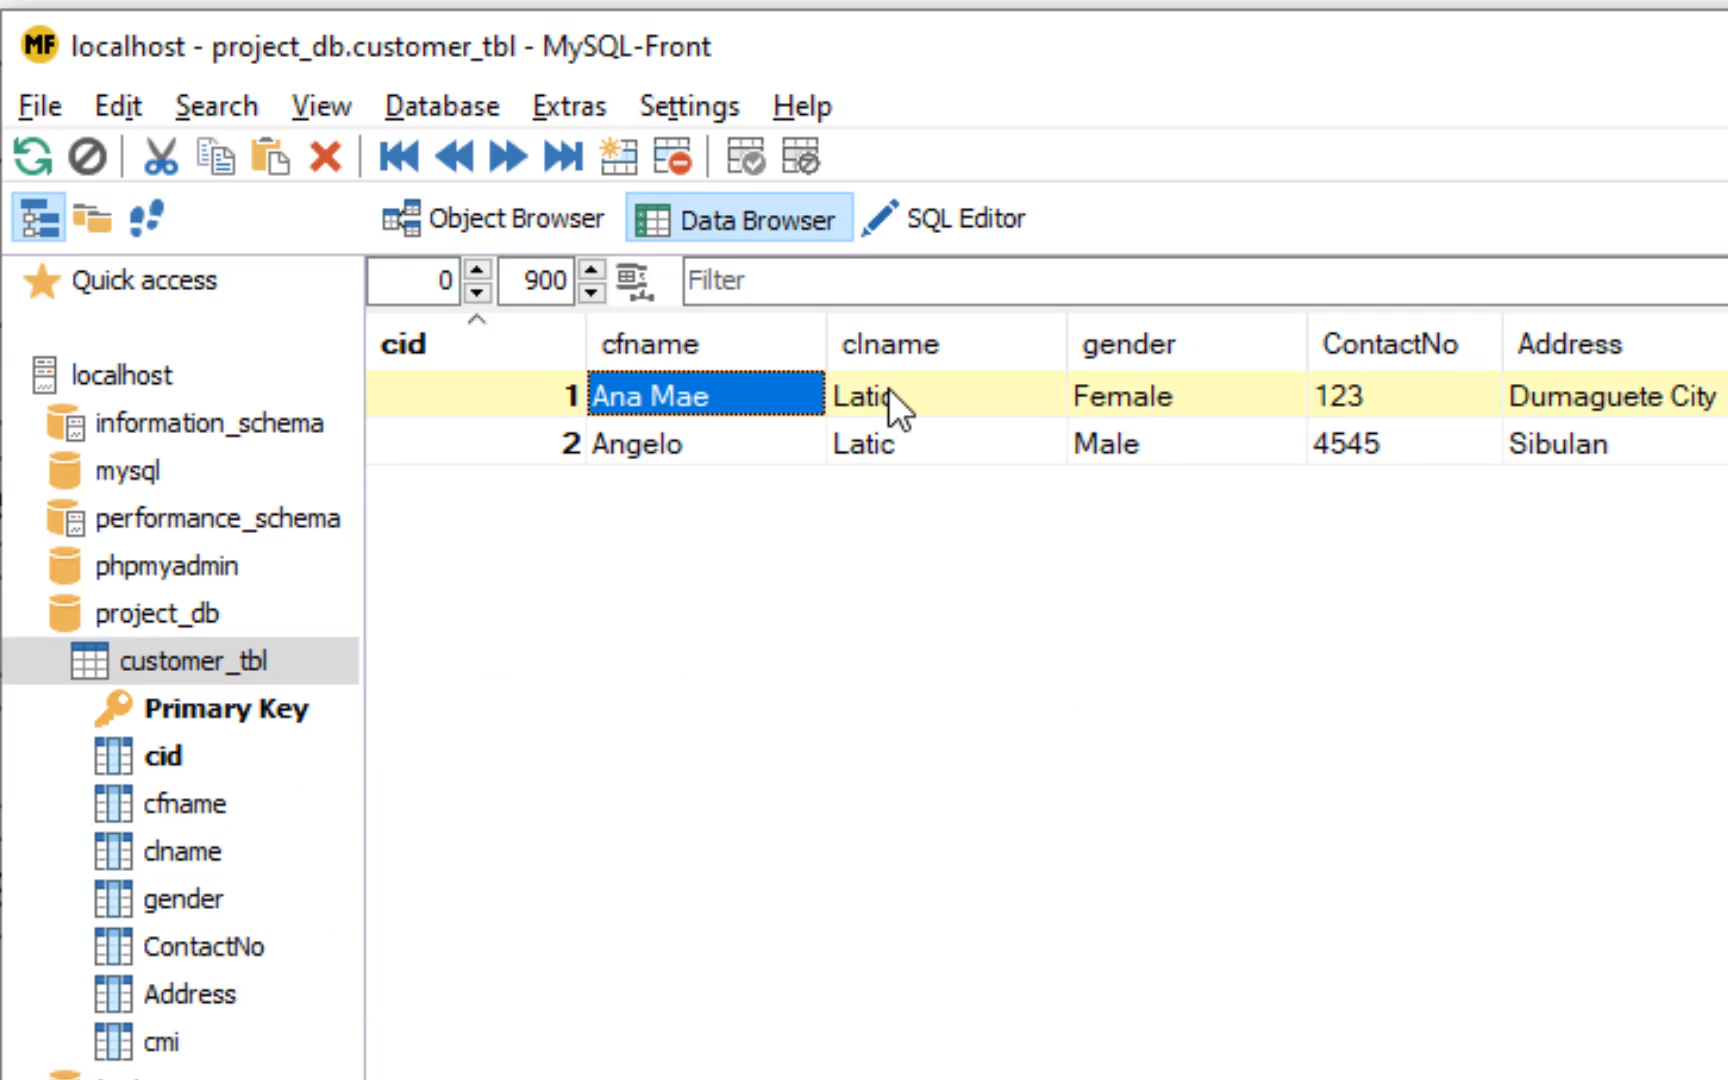 MF localhost - project_db.customer_tbl - MySQL-Front
File Edit Search View Database Extras Settings Help
Object Browser Data Browser SQL Editor
Quick access
0 900 Filter
cid cfname clname gender ContactNo Address
1 Ana Mae Latic Female 123 Dumaguete City
2 Angelo Latic Male 4545 Sibulan
localhost
information_schema
mysql
performance_schema
phpmyadmin
project_db
customer_tbl
Primary Key
cid
cfname
clname
gender
ContactNo
Address
cmi